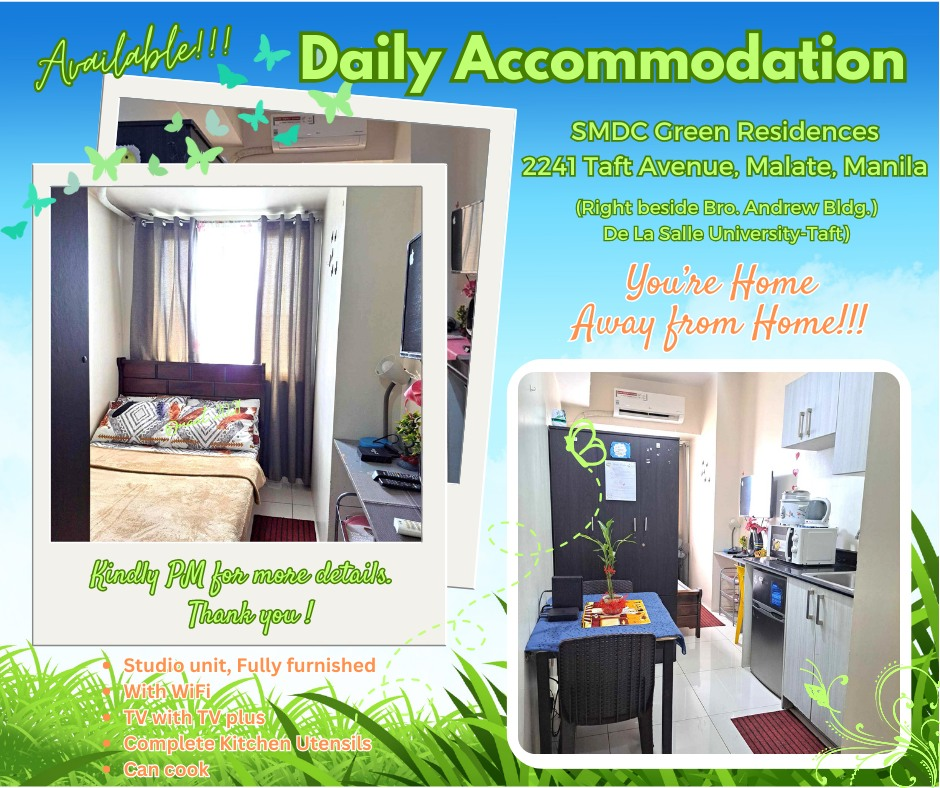 Available!!!
Daily Accommodation
SMDC Green Residences
2241 Taft Avenue, Malate, Manila
(Right beside Bro. Andrew Bldg.)
De La Salle University-Taft)
You're Home
Away from Home!!!
Kindly PM for more details.
Thank you !
• Studio unit, Fully furnished
• With WiFi
• TV with TV plus
• Complete Kitchen Utensils
• Can cook